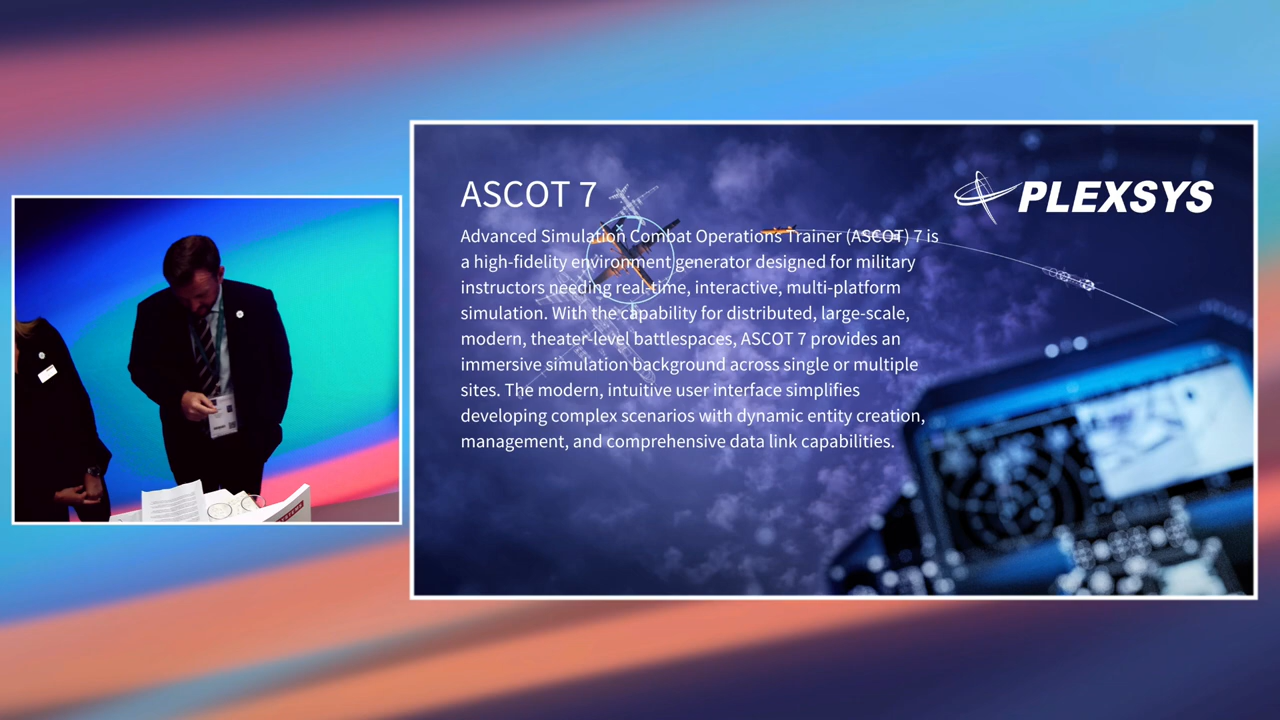 ASCOT 7
PLEXSYS
Advanced Simulation Combat Operations Trainer (ASCOT) 7 is
a high-fidelity environment generator designed for military
instructors needing real-time, interactive, multi-platform
simulation. With the capability for distributed, large-scale,
modern, theater-level battlespaces, ASCOT 7 provides an
immersive simulation background across single or multiple
sites. The modern, intuitive user interface simplifies
developing complex scenarios with dynamic entity creation,
management, and comprehensive data link capabilities.